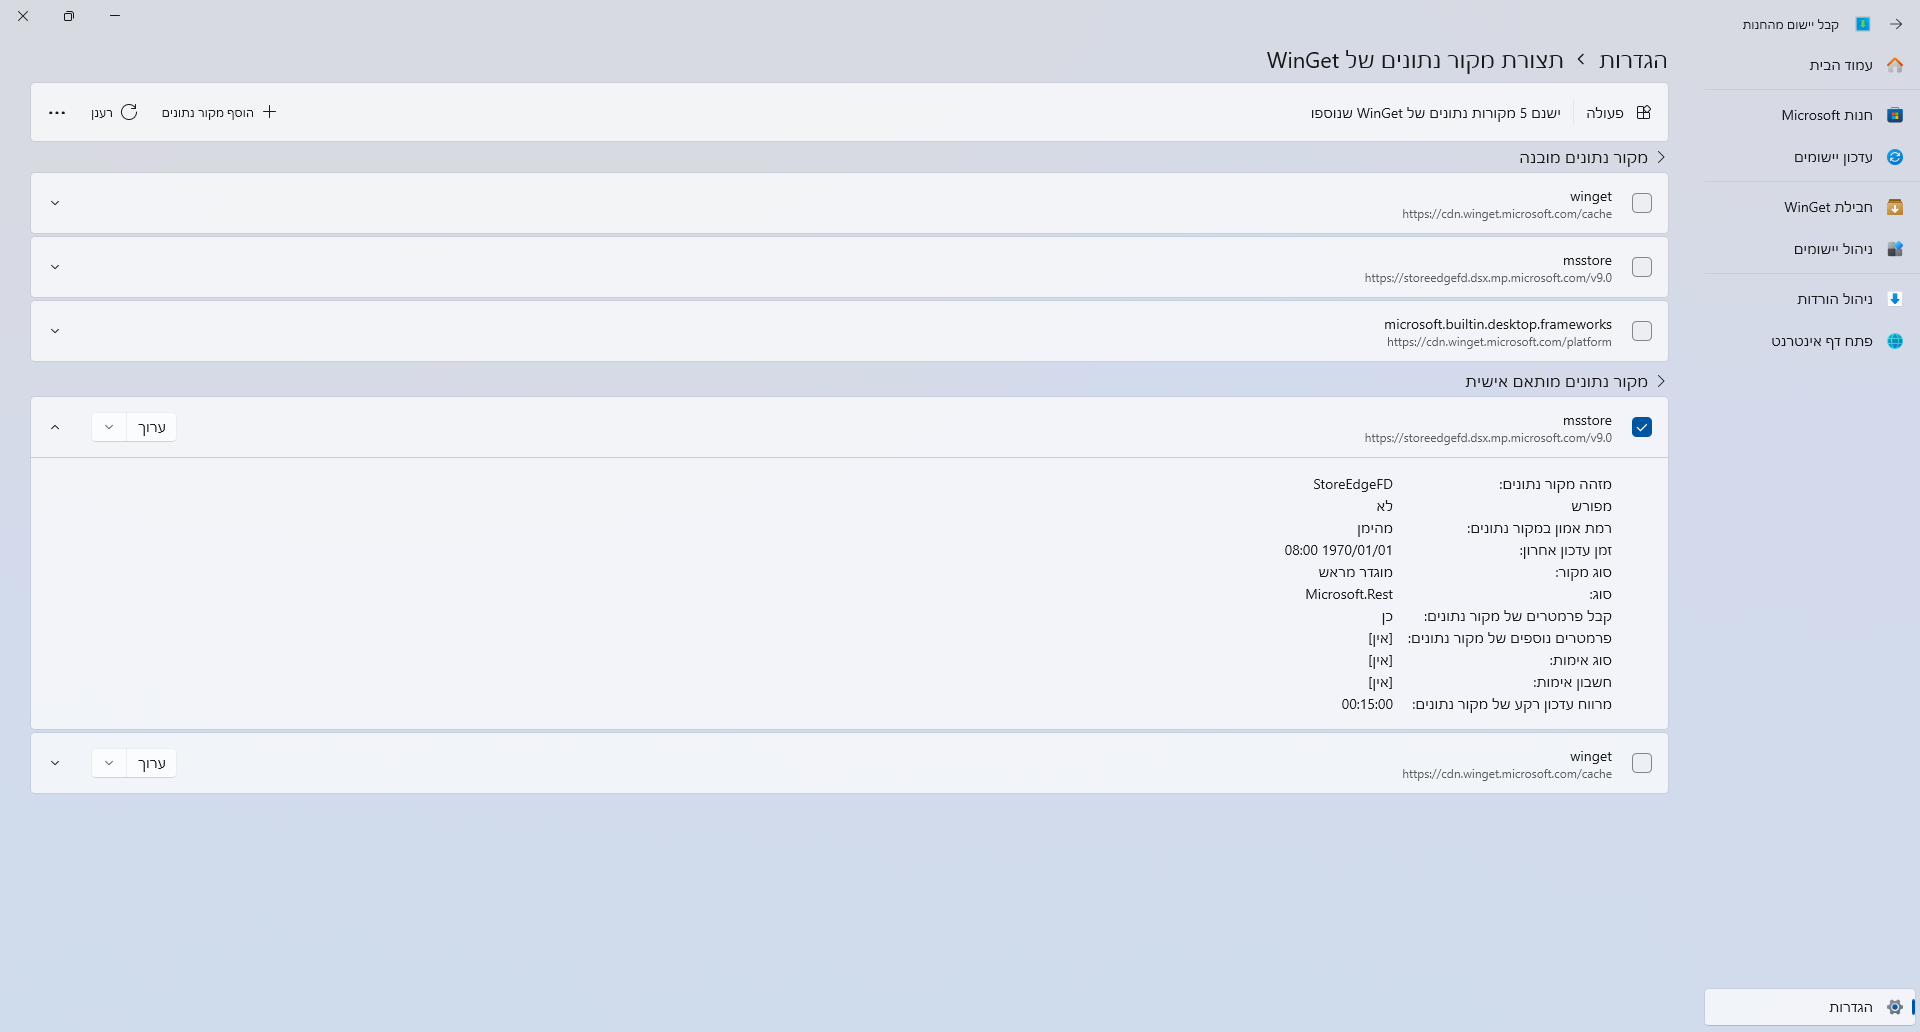 קבל יישום מהחנות
עמוד הבית
חנות Microsoft
עדכון יישומים
חבילת WinGet
ניהול יישומים
ניהול הורדות
פתח דף אינטרנט
הגדרות
הגדרות › תצורת מקור נתונים של WinGet
פעולה ישנם 5 מקורות נתונים של WinGet שנוספו הוסף מקור נתונים רענן
מקור נתונים מובנה
winget
https://cdn.winget.microsoft.com/cache
msstore
https://storeedgefd.dsx.mp.microsoft.com/v9.0
microsoft.builtin.desktop.frameworks
https://cdn.winget.microsoft.com/platform
מקור נתונים מותאם אישית
msstore
https://storeedgefd.dsx.mp.microsoft.com/v9.0
ערוך
מזהה מקור נתונים: StoreEdgeFD
מפורש לא
רמת אמון במקור נתונים: מהימן
זמן עדכון אחרון: 1970/01/01 08:00
סוג מקור: מוגדר מראש
סוג: Microsoft.Rest
קבל פרמטרים של מקור נתונים: כן
פרמטרים נוספים של מקור נתונים: [אין]
סוג אימות: [אין]
חשבון אימות: [אין]
מרווח עדכון רקע של מקור נתונים: 00:15:00
winget
https://cdn.winget.microsoft.com/cache
ערוך